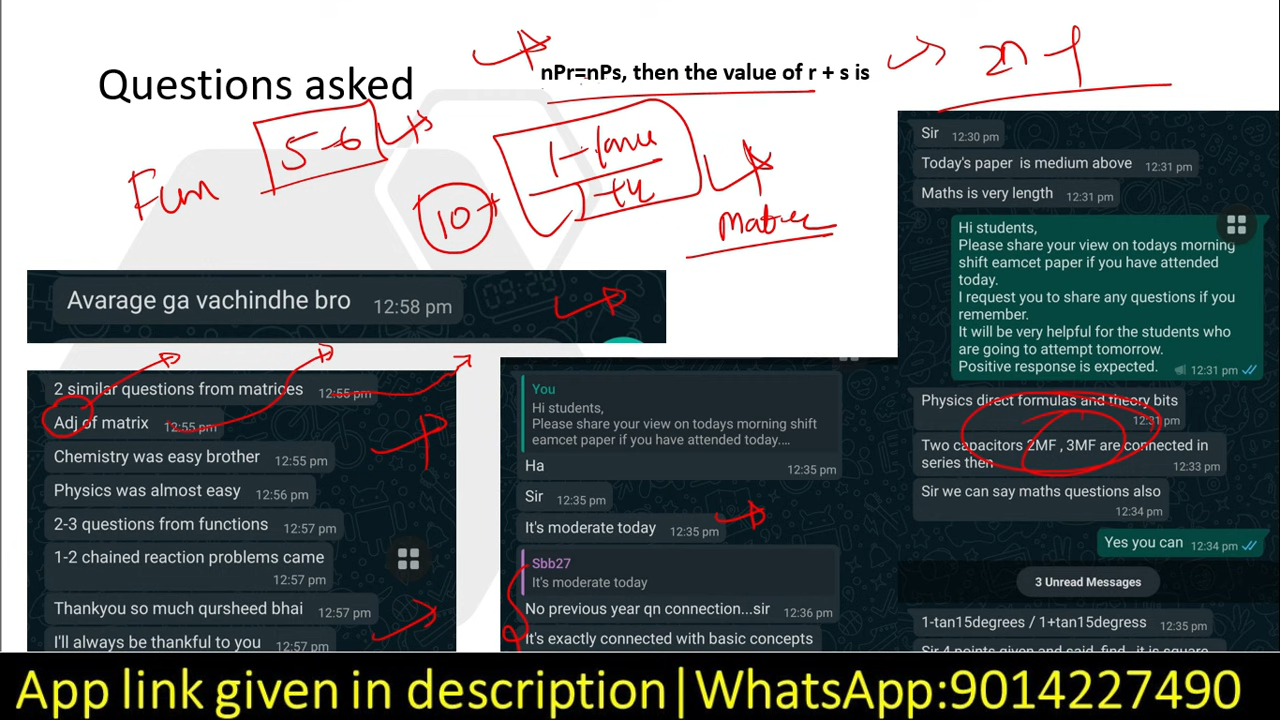 Questions asked
nPr=nPs, then the value of r + s is
2n-1
5-6
Fun
10
Avarage ga vachindhe bro 12:58 pm
2 similar questions from matrices 12:55 pm
Adj of matrix 12:55 pm
Chemistry was easy brother 12:55 pm
Physics was almost easy 12:56 pm
2-3 questions from functions 12:57 pm
1-2 chained reaction problems came
12:57 pm
Thankyou so much qursheed bhai 12:57 pm
I'll always be thankful to you 12:57 pm
You
Hi students,
Please share your view on todays morning shift
eamcet paper if you have attended today....
Ha
12:35 pm
Sir 12:35 pm
It's moderate today 12:35 pm
Sbb27
It's moderate today
No previous year qn connection...sir 12:36 pm
It's exactly connected with basic concepts
Sir 12:30 pm
Today's paper is medium above 12:31 pm
Maths is very length 12:31 pm
Hi students,
Please share your view on todays morning
shift eamcet paper if you have attended
today.
I request you to share any questions if you
remember.
It will be very helpful for the students who
are going to attempt tomorrow.
Positive response is expected. 12:31 pm
Physics direct formulas and theory bits
12:31 pm
Two capacitors 2MF , 3MF are connected in
series then 12:33 pm
Sir we can say maths questions also
12:34 pm
Yes you can 12:34 pm
3 Unread Messages
1-tan15degrees / 1+tan15degress 12:35 pm
Sir 4 points given and said find it is square
App link given in description|WhatsApp:9014227490